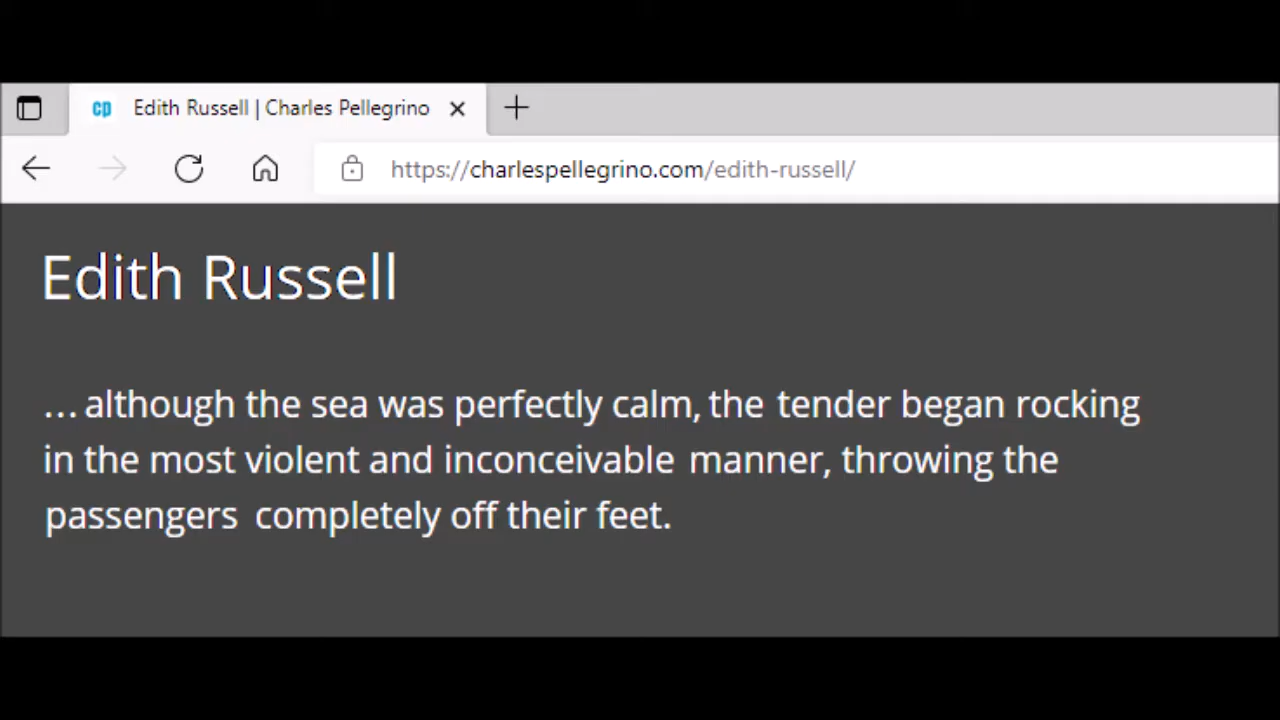 cp Edith Russell | Charles Pellegrino
https://charlespellegrino.com/edith-russell/
Edith Russell
...although the sea was perfectly calm, the tender began rocking
in the most violent and inconceivable manner, throwing the
passengers completely off their feet.